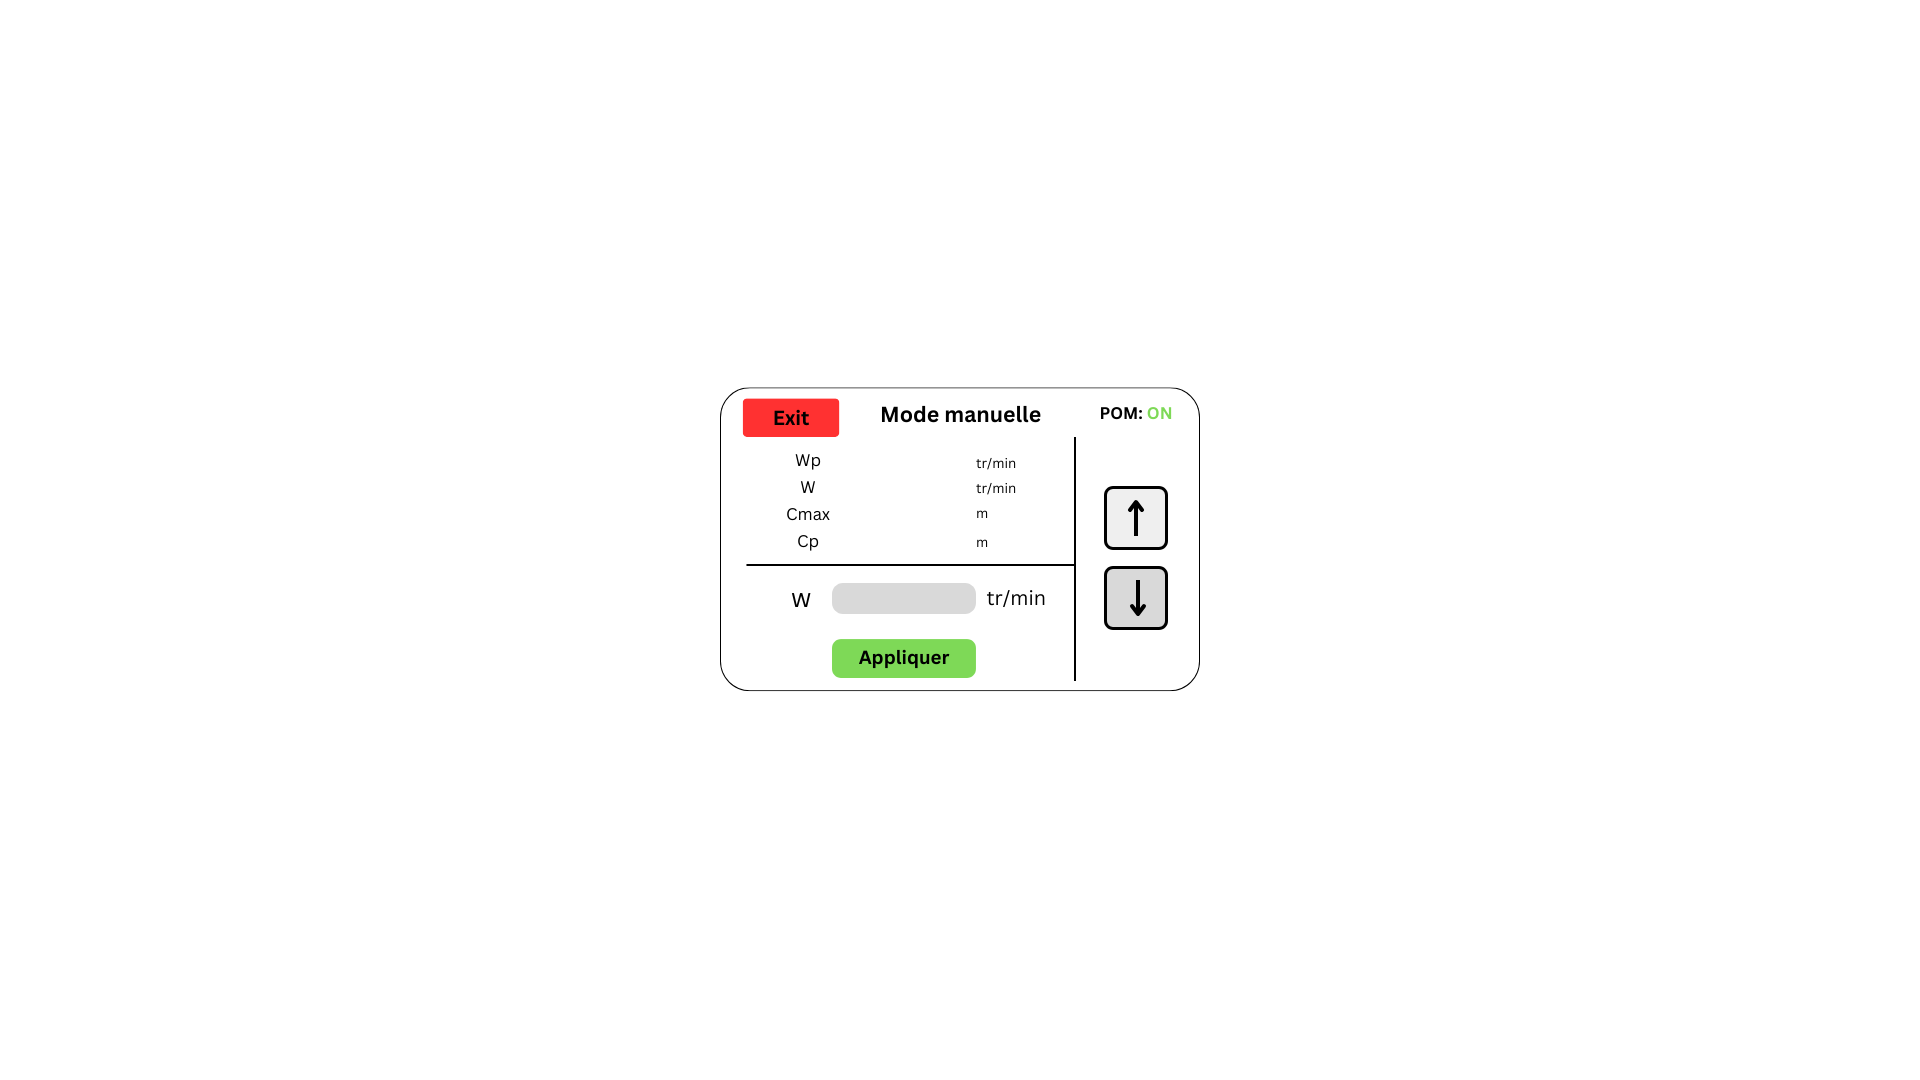 Exit
Mode manuelle
POM: ON
Wp tr/min
W tr/min
Cmax m
Cp m
W tr/min
Appliquer